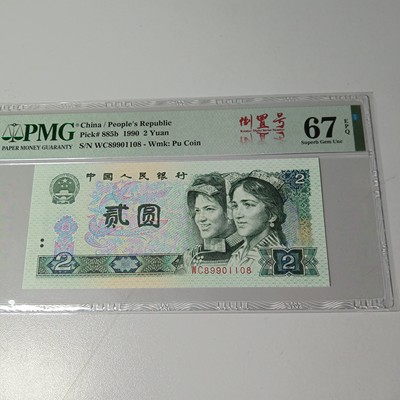 PMG
PAPER MONEY GUARANTY
China / People's Republic
Pick# 885b 1990 2 Yuan
S/N WC89901108 - Wmk: Pu Coin
倒置号
67 EPQ
Superb Gem Unc
中国人民银行
2
贰圆
WC89901108
2
2